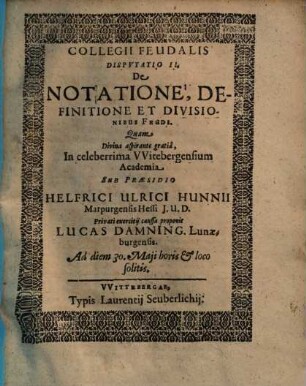 COLLEGII FEUDALIS
DISPUTATIO II.
De
NOTATIONE, DE-
FINITIONE ET DIVISIO-
NIBUS FEUDI.
Quam
Divina aspirante gratiâ,
In celeberrima VVitebergensium
Academia
SUB PRÆSIDIO
HELFRICI ULRICI HUNNII
Marpurgensis Hessi J. U. D.
Privati exercitij caussa proponit
LUCAS DAMNING. Lunæ-
burgensis.
Ad diem 30. Maji horis & loco
solitis.
VVITTEBERGAE,
Typis Laurentij Seuberlichij.